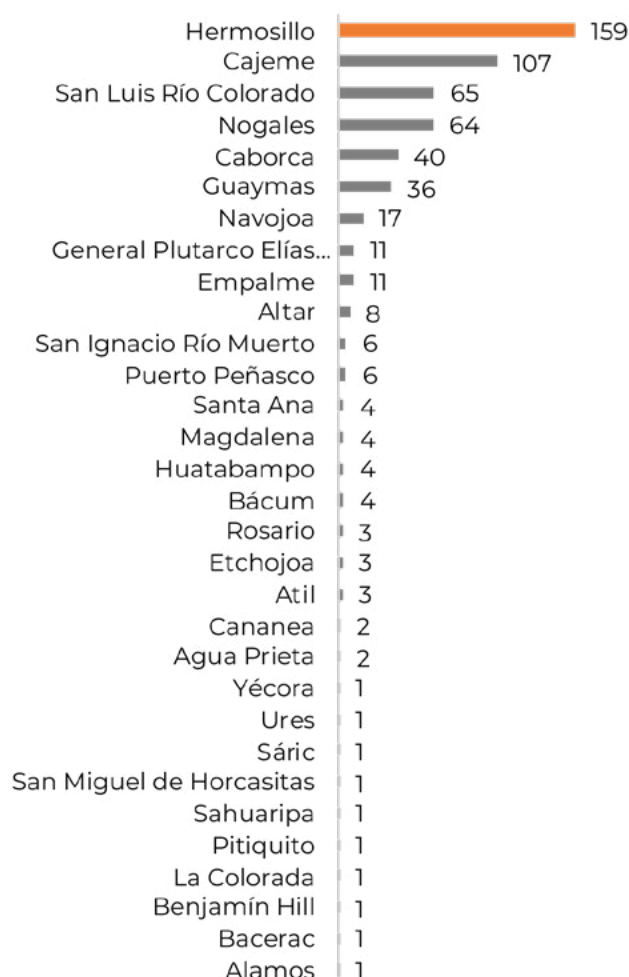 Hermosillo 159
Cajeme 107
San Luis Río Colorado 65
Nogales 64
Caborca 40
Guaymas 36
Navojoa 17
General Plutarco Elías... 11
Empalme 11
Altar 8
San Ignacio Río Muerto 6
Puerto Peñasco 6
Santa Ana 4
Magdalena 4
Huatabampo 4
Bácum 4
Rosario 3
Etchojoa 3
Atil 3
Cananea 2
Agua Prieta 2
Yécora 1
Ures 1
Sáric 1
San Miguel de Horcasitas 1
Sahuaripa 1
Pitiquito 1
La Colorada 1
Benjamín Hill 1
Bacerac 1
Alamos 1